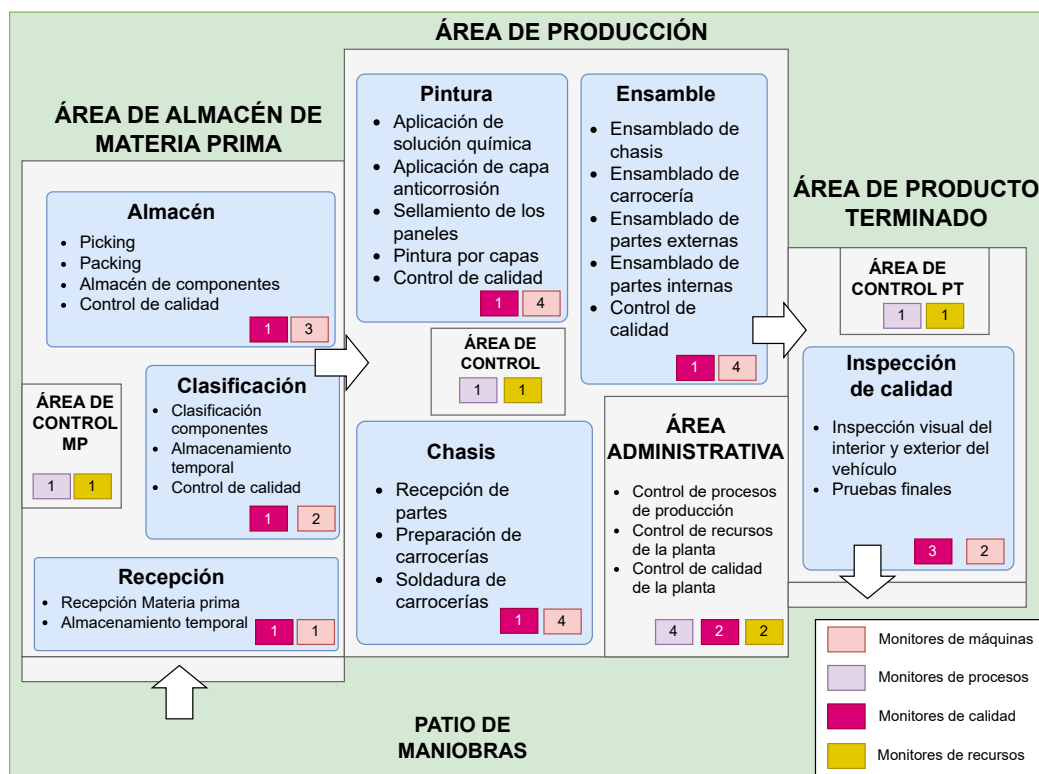 ÁREA DE PRODUCCIÓN
ÁREA DE ALMACÉN DE
MATERIA PRIMA
Almacén
• Picking
• Packing
• Almacén de componentes
• Control de calidad
1 3
ÁREA DE
CONTROL
MP
1 1
Clasificación
• Clasificación
componentes
• Almacenamiento
temporal
• Control de calidad
1 2
Recepción
• Recepción Materia prima
• Almacenamiento temporal
1 1
Pintura
• Aplicación de
solución química
• Aplicación de capa
anticorrosión
• Sellamiento de los
paneles
• Pintura por capas
• Control de calidad
1 4
Ensamble
• Ensamblado de
chasis
• Ensamblado de
carrocería
• Ensamblado de
partes externas
• Ensamblado de
partes internas
• Control de
calidad
1 4
ÁREA DE
CONTROL
1 1
Chasis
• Recepción de
partes
• Preparación de
carrocerías
• Soldadura de
carrocerías
1 4
ÁREA
ADMINISTRATIVA
• Control de procesos
de producción
• Control de recursos
de la planta
• Control de calidad
de la planta
4 2 2
ÁREA DE PRODUCTO
TERMINADO
ÁREA DE
CONTROL PT
1 1
Inspección
de calidad
• Inspección visual del
interior y exterior del
vehículo
• Pruebas finales
3 2
PATIO DE
MANIOBRAS
Monitores de máquinas
Monitores de procesos
Monitores de calidad
Monitores de recursos